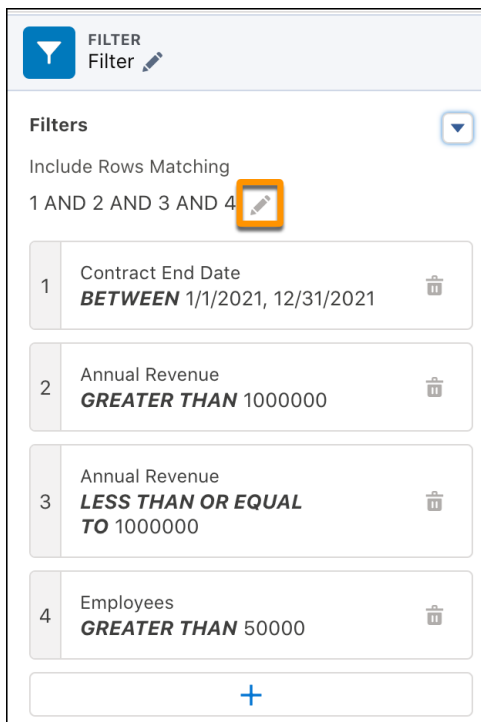 FILTER
Filter
Filters
Include Rows Matching
1 AND 2 AND 3 AND 4
1
Contract End Date
BETWEEN 1/1/2021, 12/31/2021
2
Annual Revenue
GREATER THAN 1000000
3
Annual Revenue
LESS THAN OR EQUAL
TO 1000000
4
Employees
GREATER THAN 50000
+